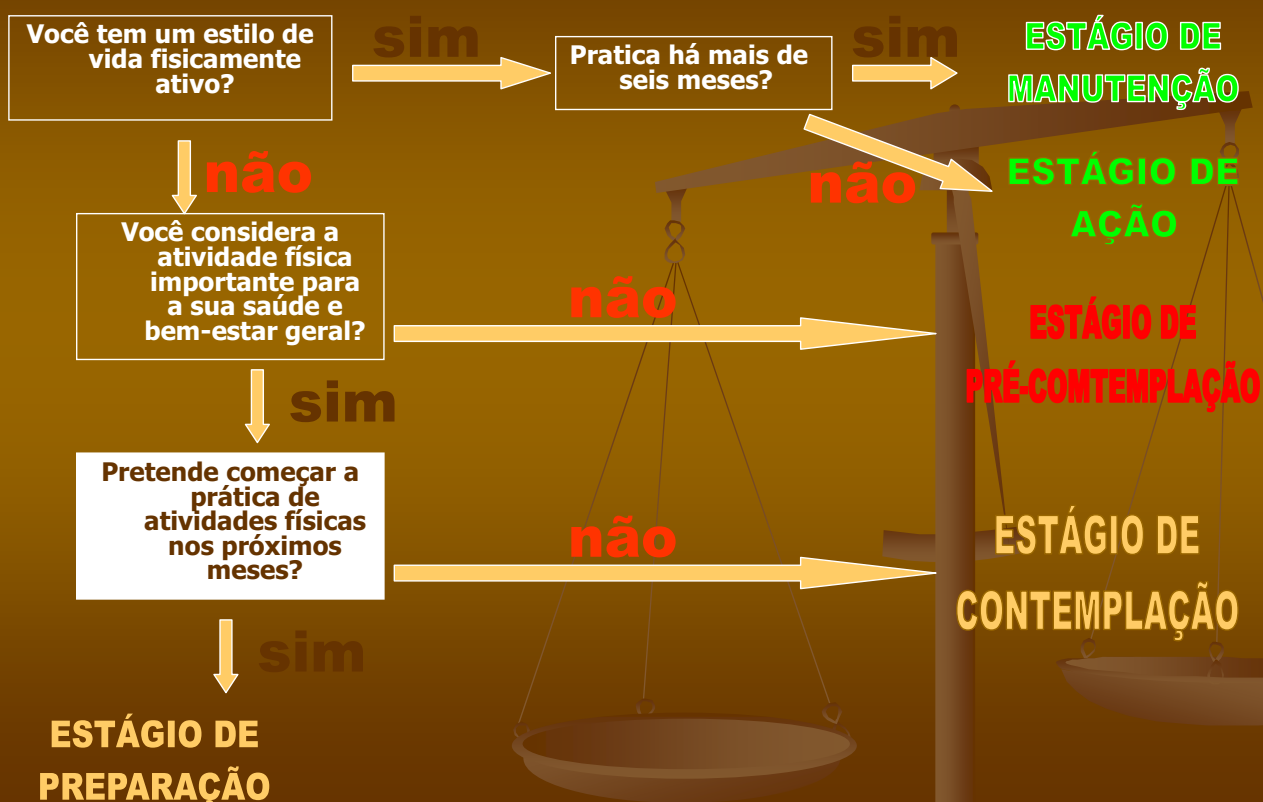 Você tem um estilo de
vida fisicamente
ativo?
sim
Pratica há mais de
seis meses?
sim
ESTÁGIO DE
MANUTENÇÃO
não
não
ESTÁGIO DE
AÇÃO
Você considera a
atividade física
importante para
a sua saúde e
bem-estar geral?
não
ESTÁGIO DE
PRÉ-COMTEMPLAÇÃO
sim
Pretende começar a
prática de
atividades físicas
nos próximos
meses?
não
ESTÁGIO DE
CONTEMPLAÇÃO
sim
ESTÁGIO DE
PREPARAÇÃO